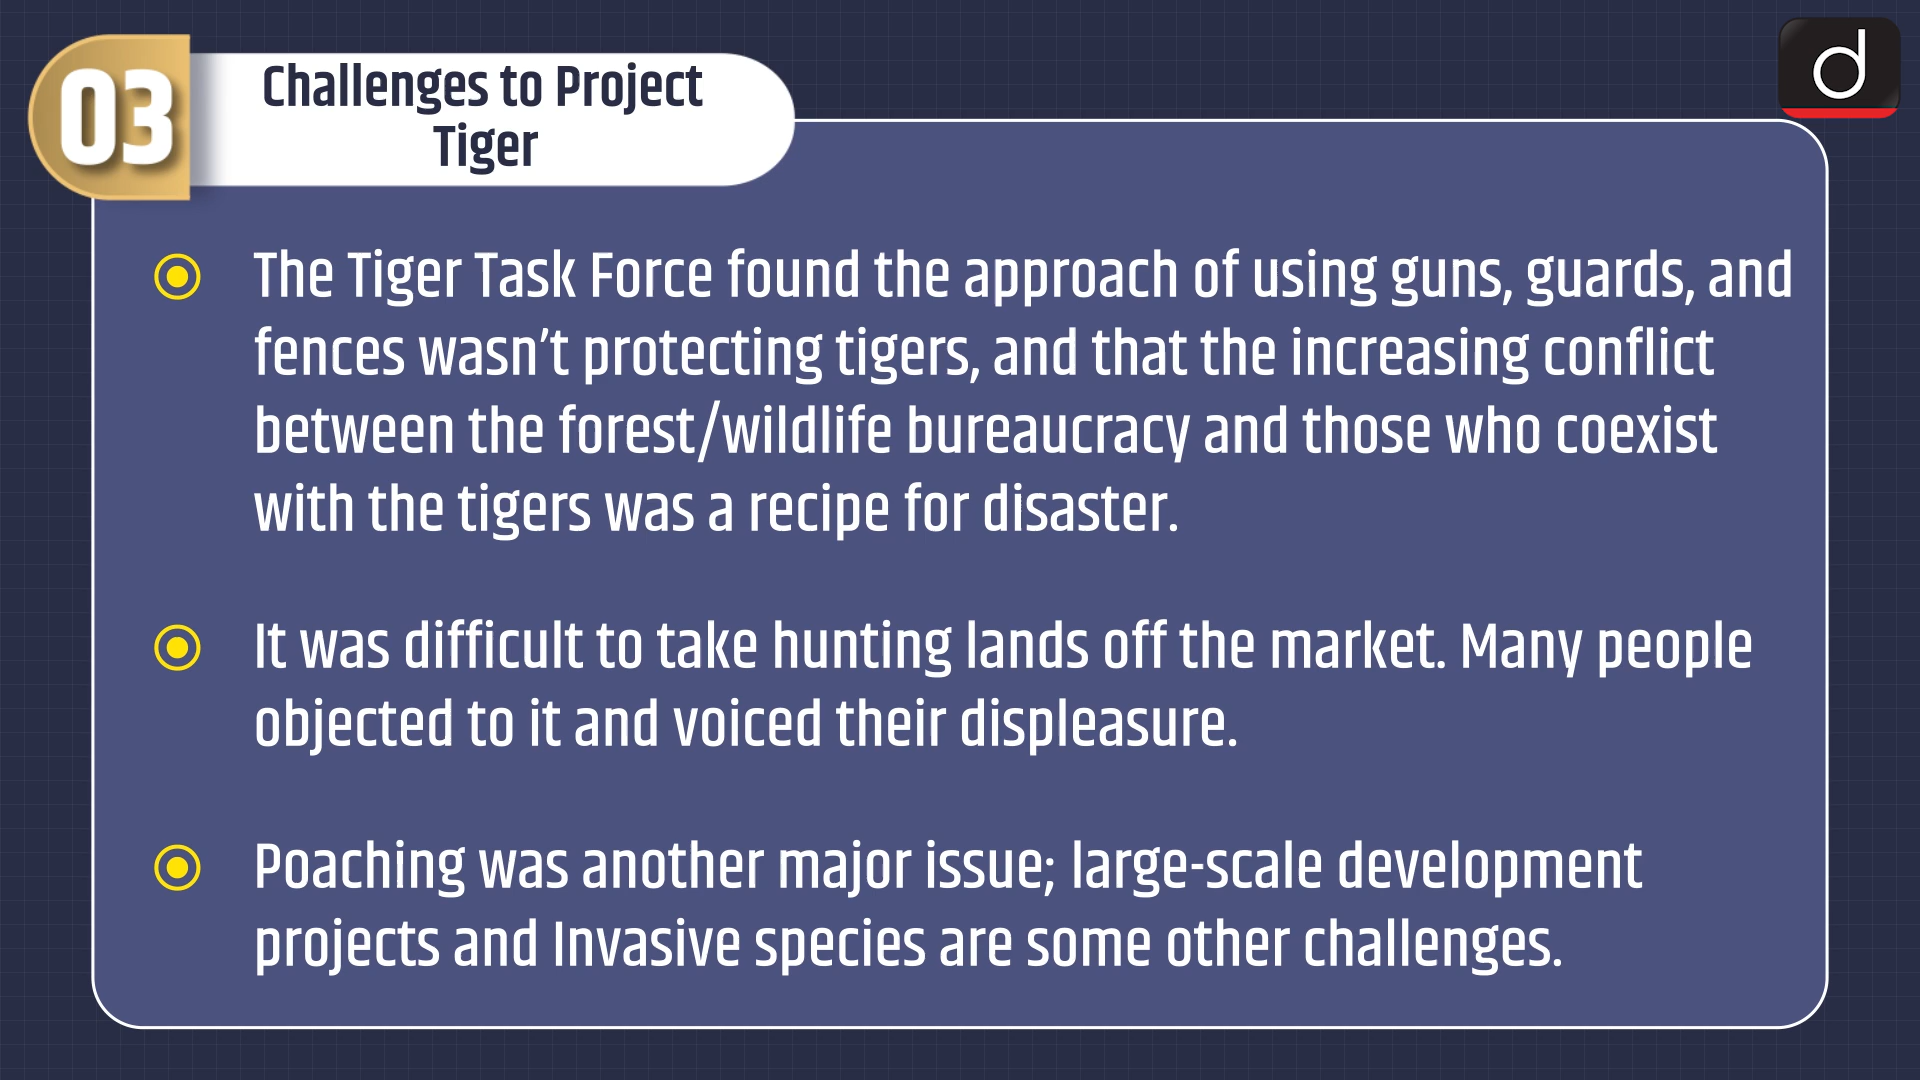 03
Challenges to Project
Tiger
d
The Tiger Task Force found the approach of using guns, guards, and
fences wasn’t protecting tigers, and that the increasing conflict
between the forest/wildlife bureaucracy and those who coexist
with the tigers was a recipe for disaster.
It was difficult to take hunting lands off the market. Many people
objected to it and voiced their displeasure.
Poaching was another major issue; large-scale development
projects and Invasive species are some other challenges.